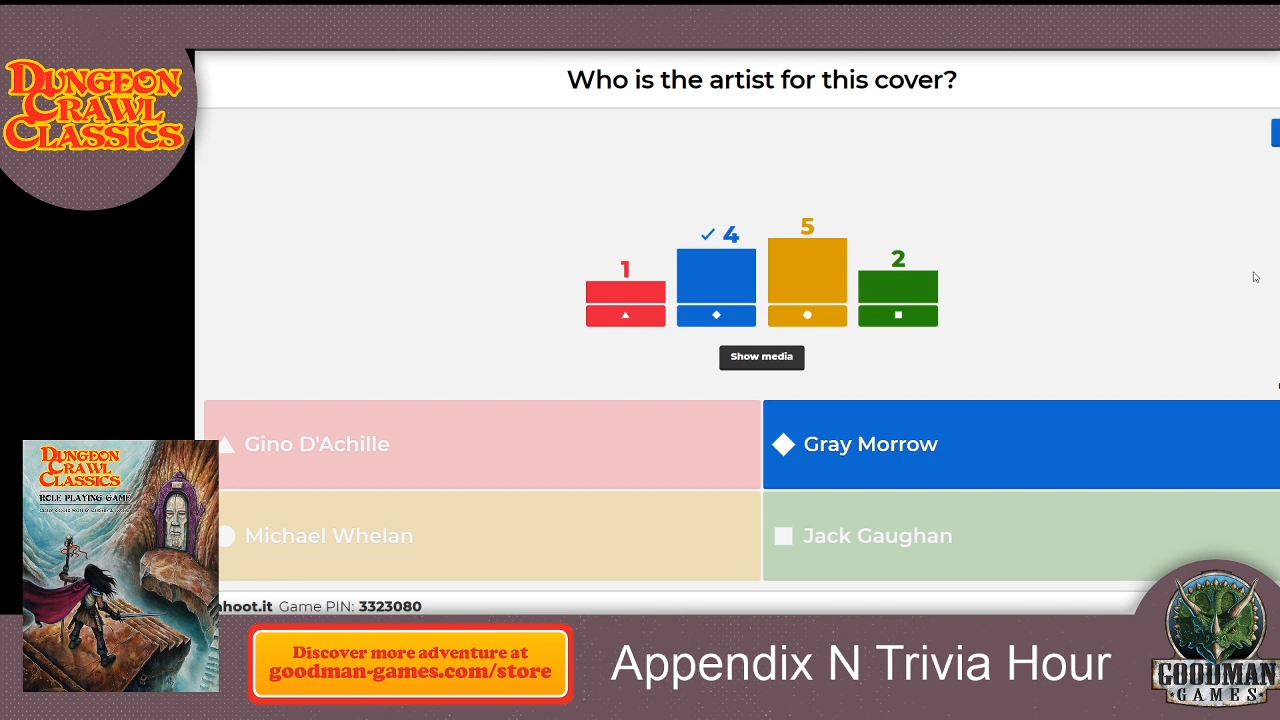 Who is the artist for this cover?
DUNGEON
CRAWL
CLASSICS
1
4
5
2
Show media
Gino D'Achille
Gray Morrow
Michael Whelan
Jack Gaughan
DUNGEON
CRAWL
CLASSICS
ROLE PLAYING GAME
ahoot.it Game PIN: 3323080
Discover more adventure at
goodman-games.com/store
Appendix N Trivia Hour
GOODMAN
GAMES